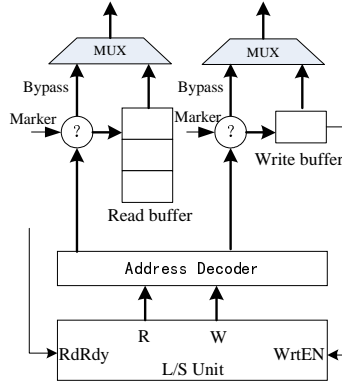 MUX MUX
Bypass Bypass
Marker ? Marker ?
Read buffer Write buffer
Address Decoder
R W
RdRdy WrtEN
L/S Unit